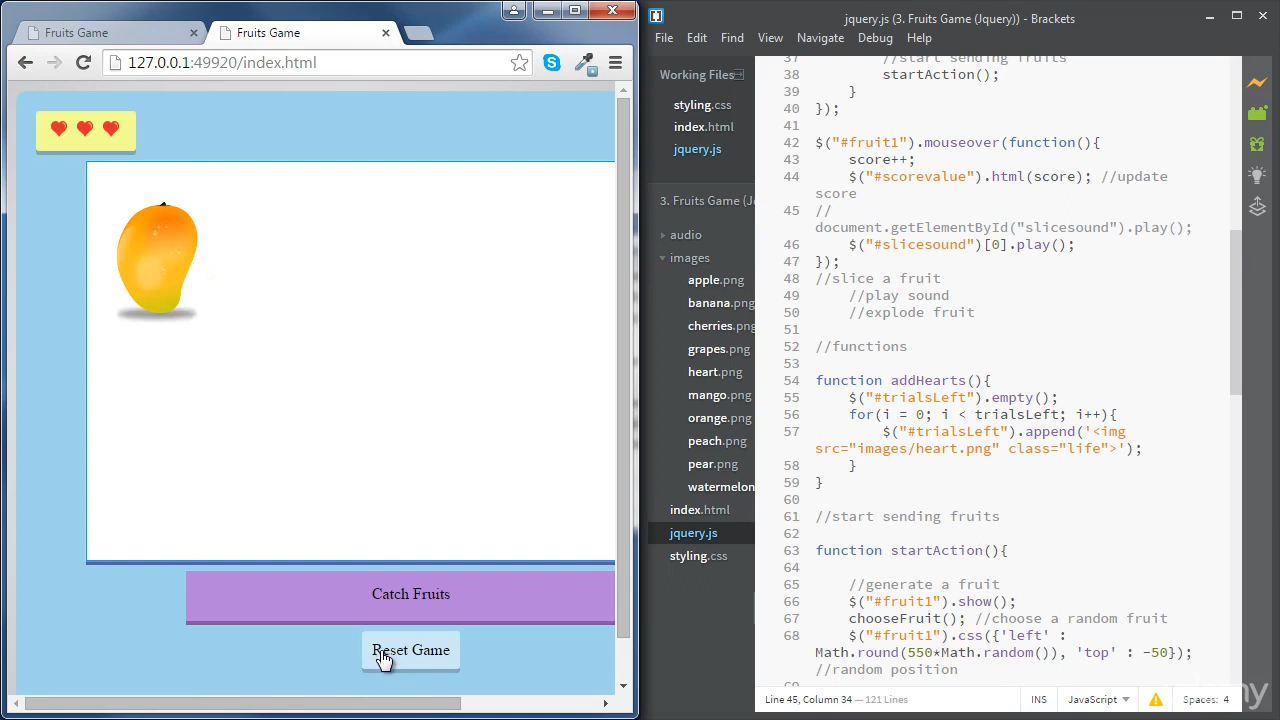 Fruits Game
Fruits Game
127.0.0.1:49920/index.html
Catch Fruits
Reset Game
jquery.js (3. Fruits Game (Jquery)) - Brackets
File Edit Find View Navigate Debug Help
Working Files
styling.css
index.html
jquery.js
3. Fruits Game (Jq
audio
images
apple.png
banana.png
cherries.png
grapes.png
heart.png
mango.png
orange.png
peach.png
pear.png
watermelon
index.html
jquery.js
styling.css
37 //start sending fruits
38 startAction();
39 }
40 });
41
42 $("#fruit1").mouseover(function(){
43 score++;
44 $("#scorevalue").html(score); //update
score
45 //
document.getElementById("slicesound").play();
46 $("#slicesound")[0].play();
47 });
48 //slice a fruit
49 //play sound
50 //explode fruit
51
52 //functions
53
54 function addHearts(){
55 $("#trialsLeft").empty();
56 for(i = 0; i < trialsLeft; i++){
57 $("#trialsLeft").append('<img
src="images/heart.png" class="life">');
58 }
59 }
60
61 //start sending fruits
62
63 function startAction(){
64
65 //generate a fruit
66 $("#fruit1").show();
67 chooseFruit(); //choose a random fruit
68 $("#fruit1").css({'left' :
Math.round(550*Math.random()), 'top' : -50});
//random position
Line 45, Column 34 — 121 Lines
INS JavaScript Spaces: 4